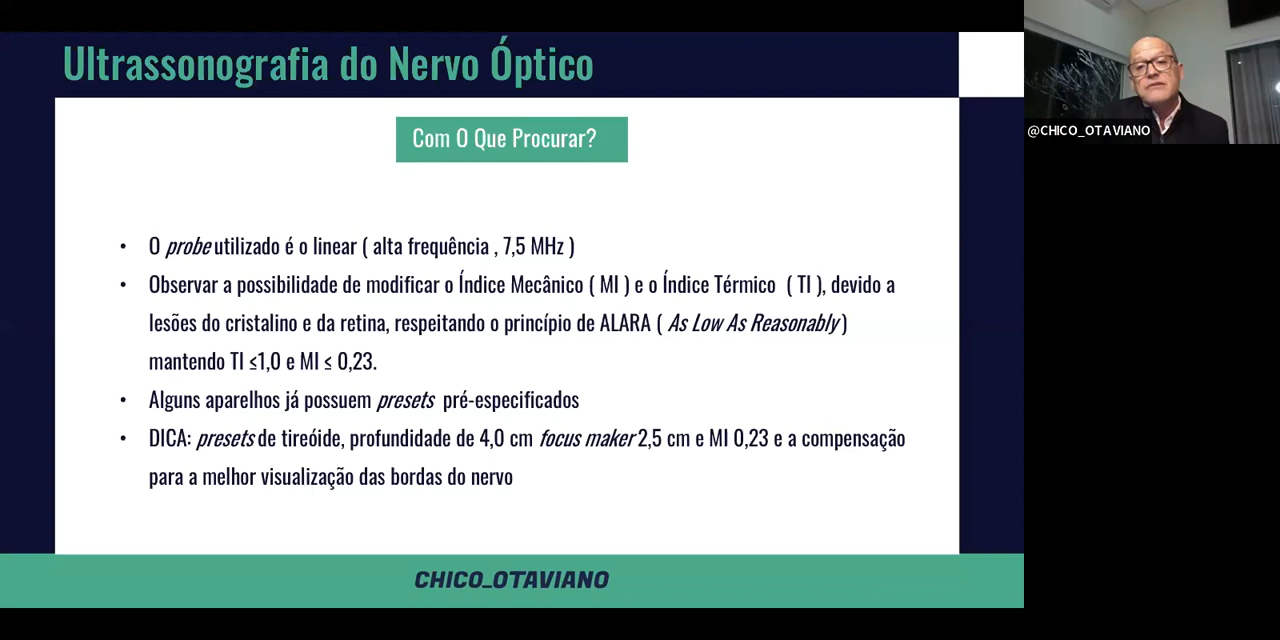 Ultrassonografia do Nervo Óptico
Com O Que Procurar?
• O probe utilizado é o linear ( alta frequência , 7,5 MHz )
• Observar a possibilidade de modificar o Índice Mecânico ( MI ) e o Índice Térmico ( TI ), devido a
lesões do cristalino e da retina, respeitando o princípio de ALARA ( As Low As Reasonably )
mantendo TI ≤1,0 e MI ≤ 0,23.
• Alguns aparelhos já possuem presets pré-especificados
• DICA: presets de tireóide, profundidade de 4,0 cm focus maker 2,5 cm e MI 0,23 e a compensação
para a melhor visualização das bordas do nervo
CHICO_OTAVIANO
@CHICO_OTAVIANO